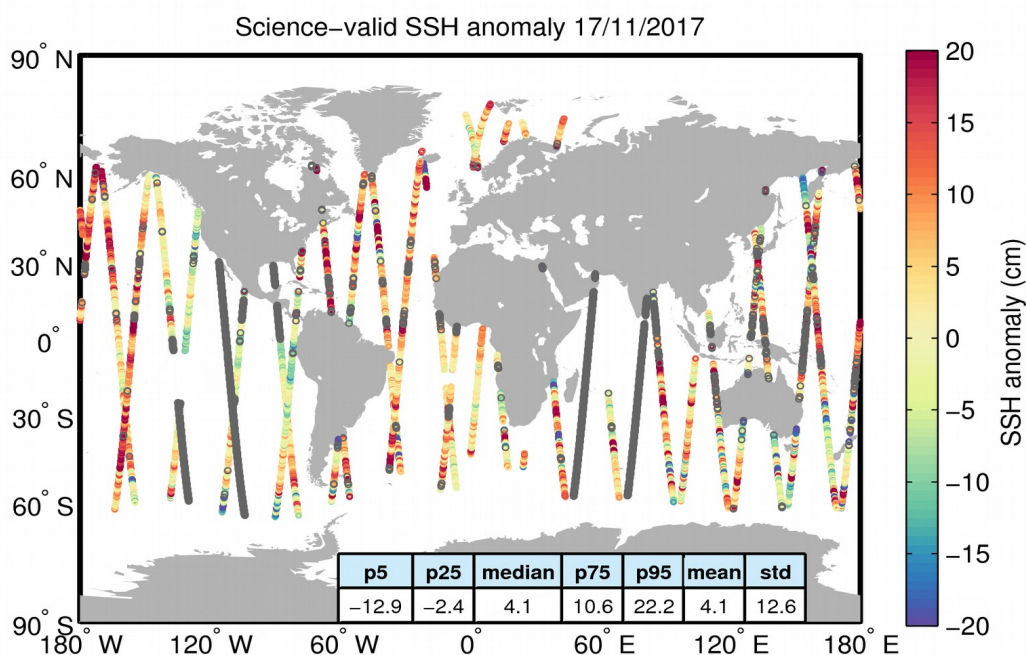 Science−valid SSH anomaly 17/11/2017
90° N
60° N
30° N
0°
30° S
60° S
90° S
180° W
120° W
60° W
0°
60° E
120° E
180° E
p5 p25 median p75 p95 mean std
−12.9 −2.4 4.1 10.6 22.2 4.1 12.6
20
15
10
5
0
−5
−10
−15
−20
SSH anomaly (cm)